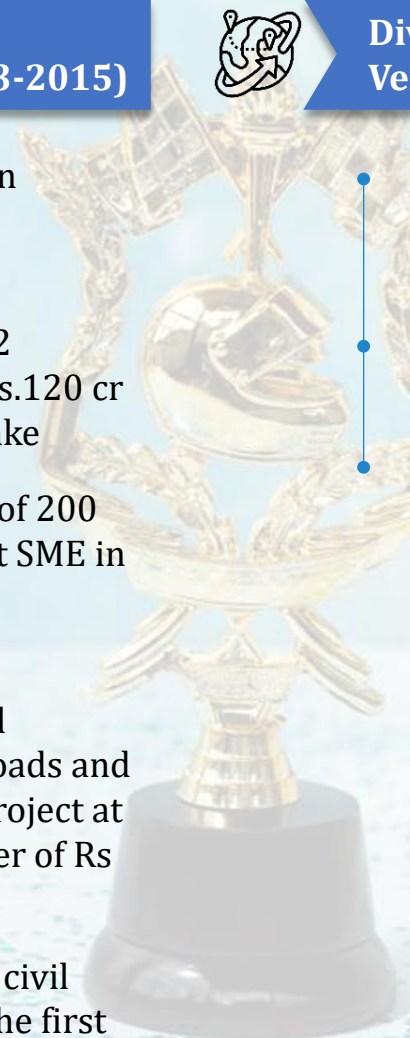 3-2015)
Div
Ve
n
2
s.120 cr
ke
of 200
t SME in
l
oads and
roject at
er of Rs
civil
he first